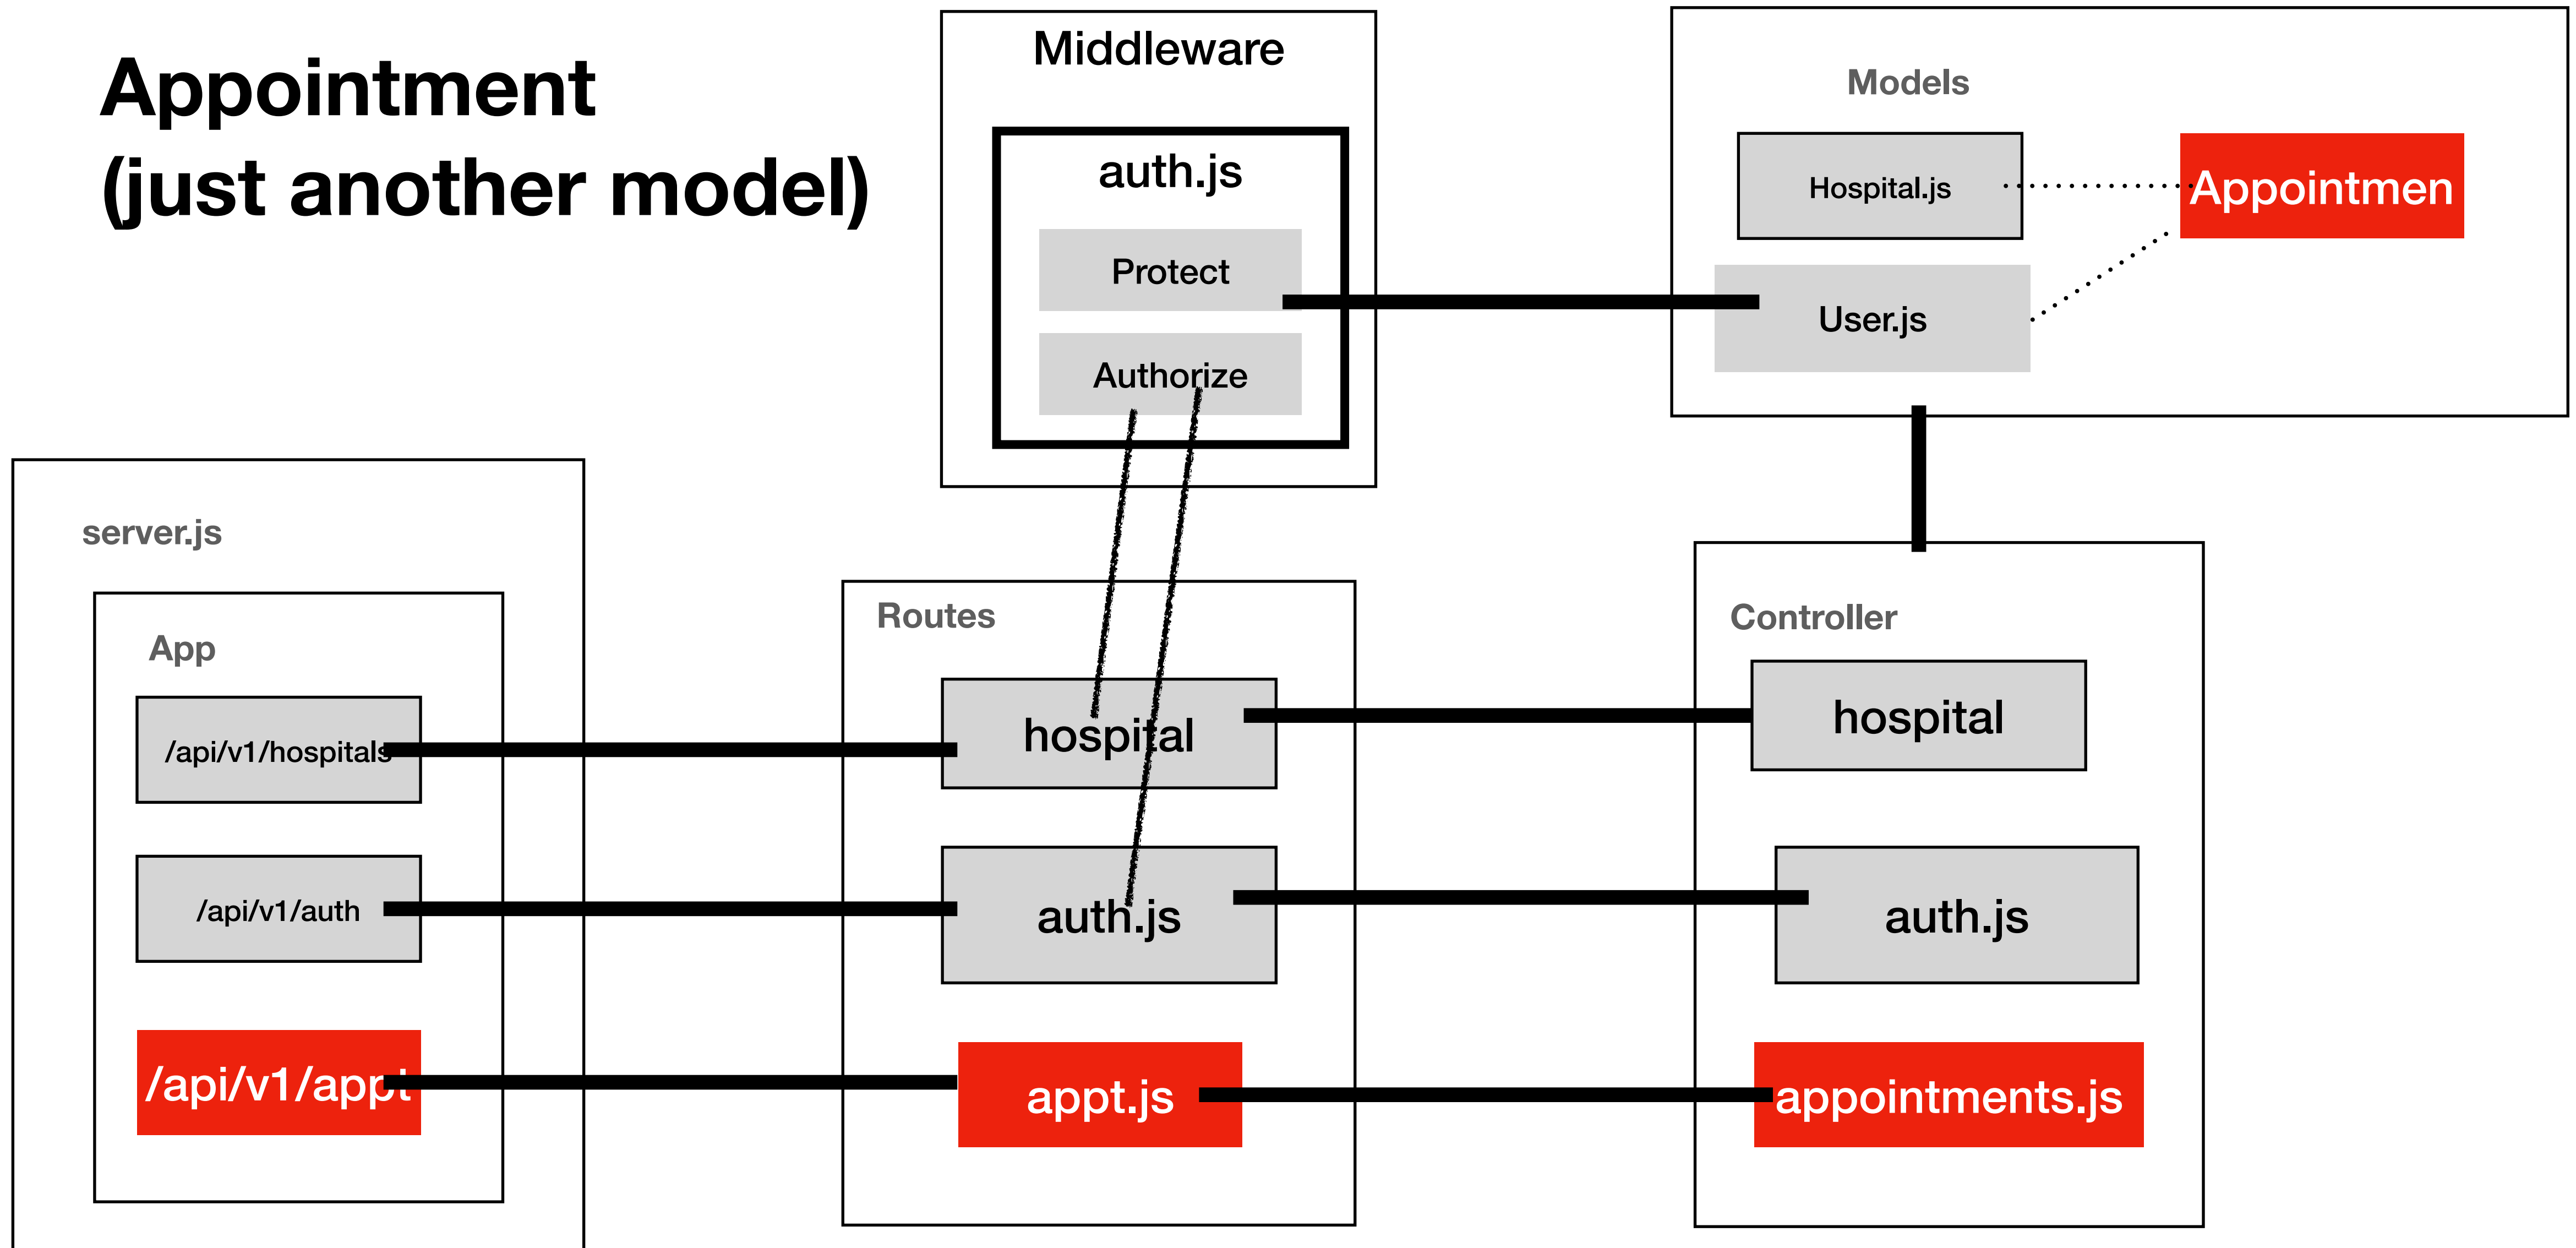 Appointment
(just another model)
Middleware
auth.js
Protect
Authorize
Models
Hospital.js
Appointmen
User.js
server.js
App
/api/v1/hospitals
/api/v1/auth
/api/v1/appt
Routes
hospital
auth.js
appt.js
Controller
hospital
auth.js
appointments.js